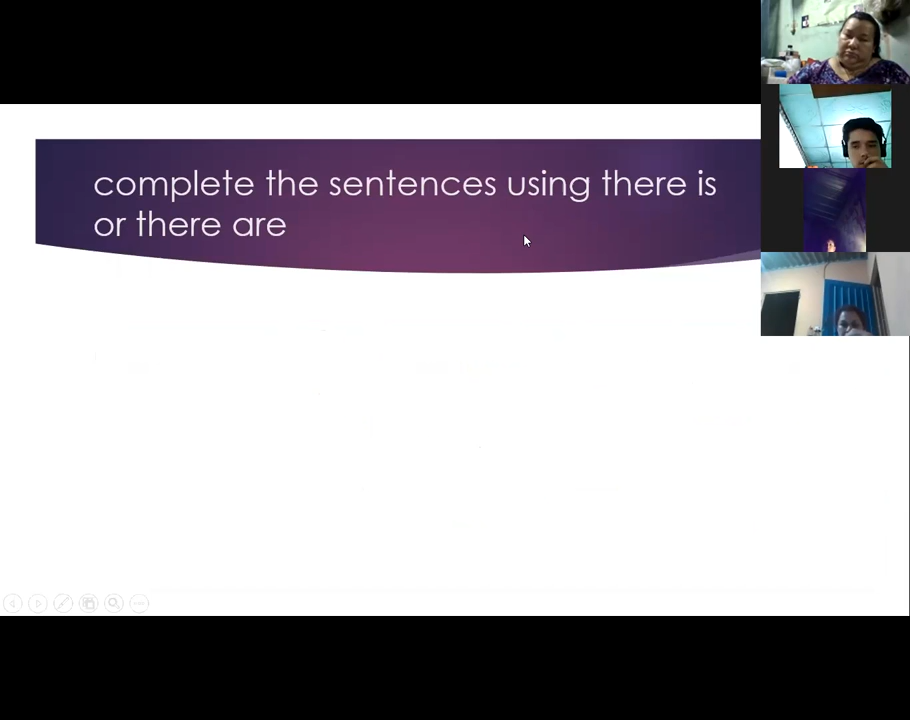 complete the sentences using there is
or there are